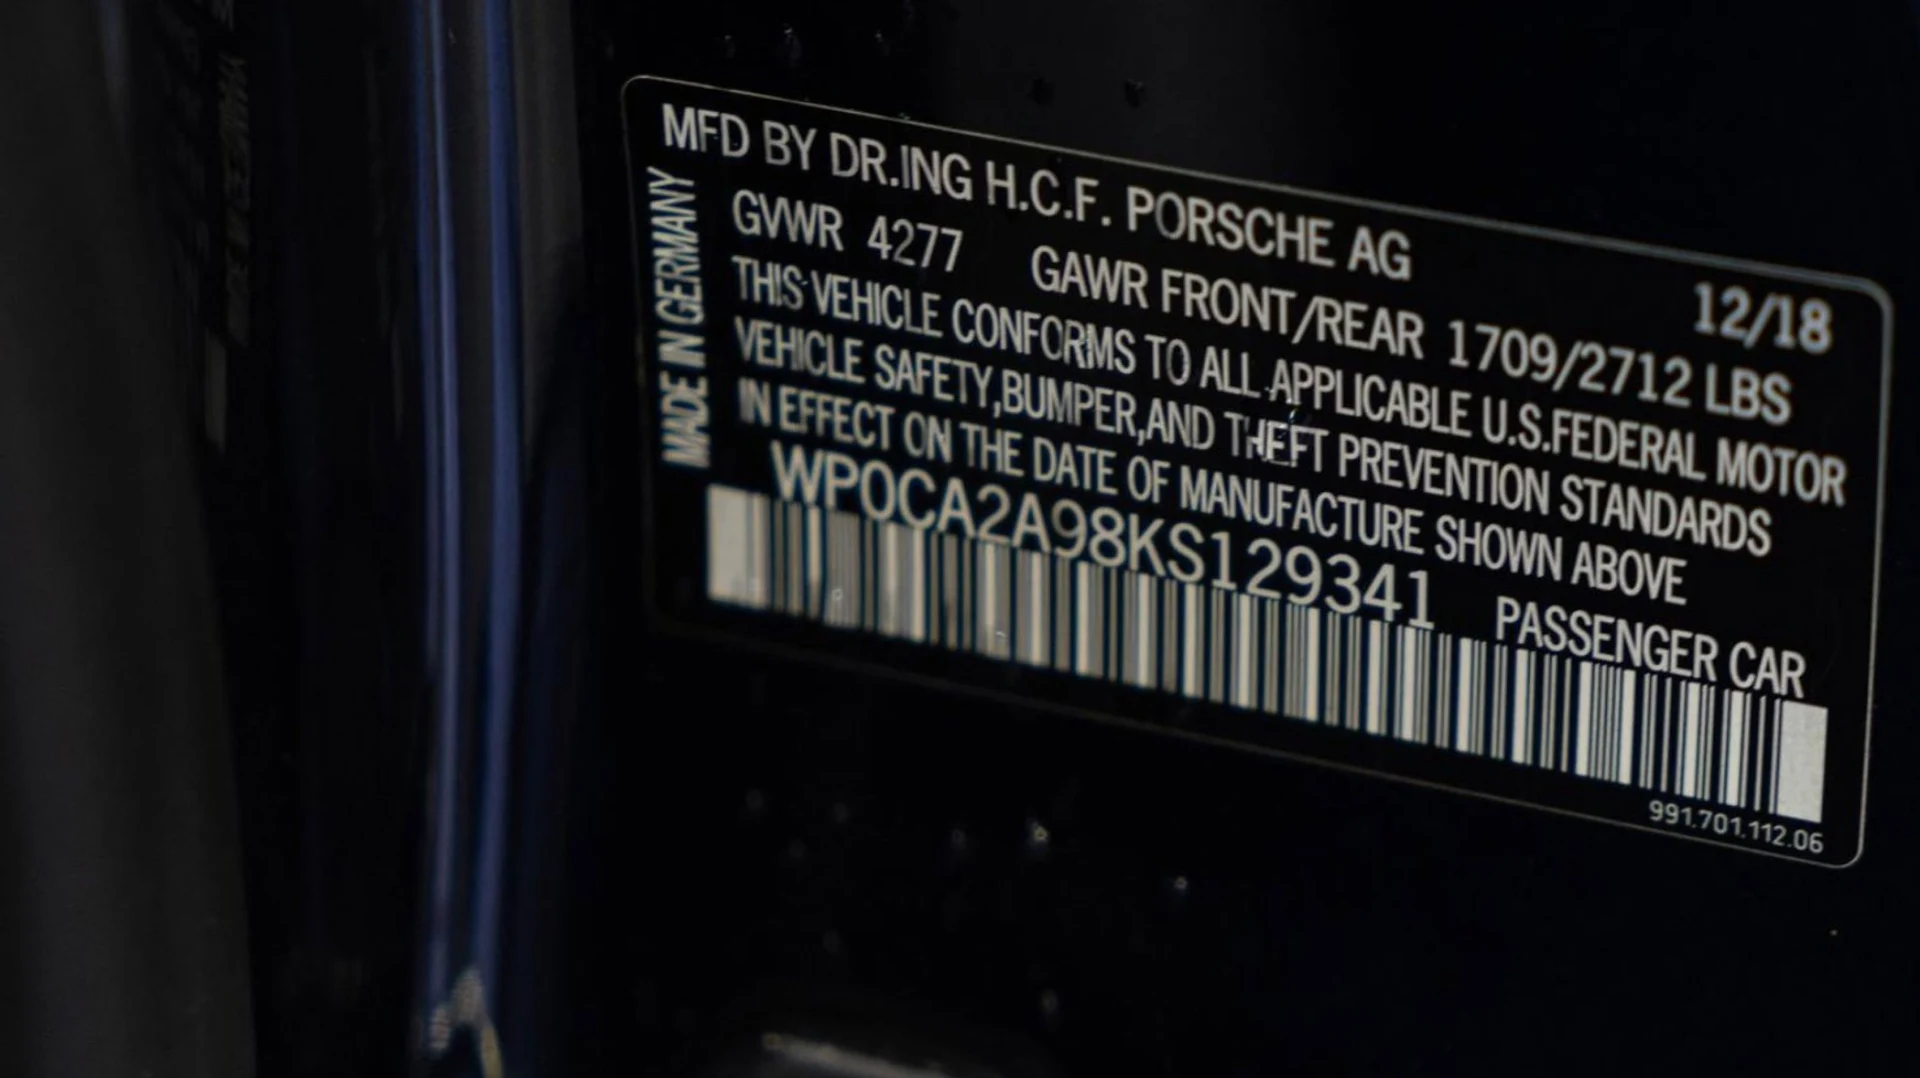 MFD BY DR.ING H.C.F. PORSCHE AG
12/18
GVWR 4277 GAWR FRONT/REAR 1709/2712 LBS
THIS VEHICLE CONFORMS TO ALL APPLICABLE U.S.FEDERAL MOTOR
VEHICLE SAFETY,BUMPER,AND THEFT PREVENTION STANDARDS
IN EFFECT ON THE DATE OF MANUFACTURE SHOWN ABOVE
WP0CA2A98KS129341 PASSENGER CAR
991.701.112.06
MADE IN GERMANY